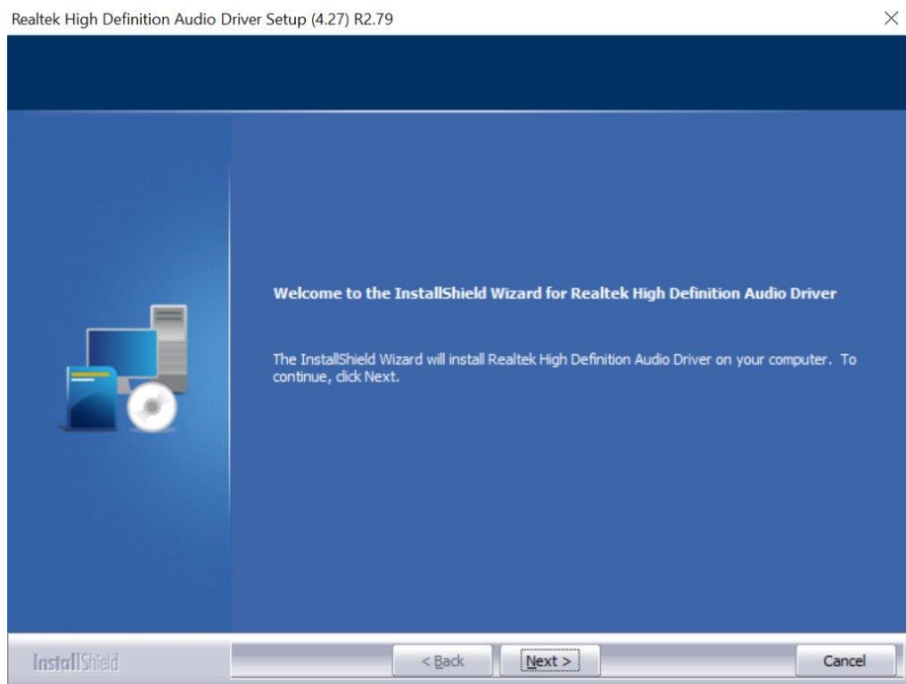 Realtek High Definition Audio Driver Setup (4.27) R2.79
Welcome to the InstallShield Wizard for Realtek High Definition Audio Driver
The InstallShield Wizard will install Realtek High Definition Audio Driver on your computer. To
continue, click Next.
InstallShield
< Back
Next >
Cancel